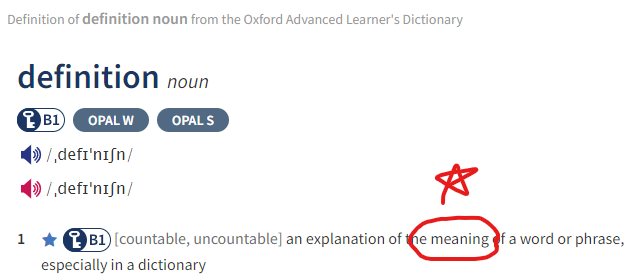 Definition of definition noun from the Oxford Advanced Learner's Dictionary
definition noun
B1 OPAL W OPAL S
/ˌdefɪˈnɪʃn/
/ˌdefɪˈnɪʃn/
1 B1 [countable, uncountable] an explanation of the meaning of a word or phrase,
especially in a dictionary